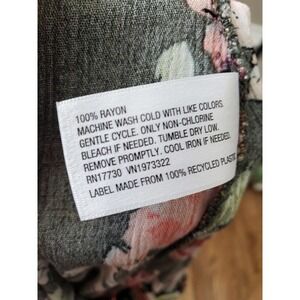 100% RAYON
MACHINE WASH COLD WITH LIKE COLORS.
GENTLE CYCLE. ONLY NON-CHLORINE
BLEACH IF NEEDED. TUMBLE DRY LOW.
REMOVE PROMPTLY. COOL IRON IF NEEDED.
RN17730 VN1973322
LABEL MADE FROM 100% RECYCLED PLASTIC